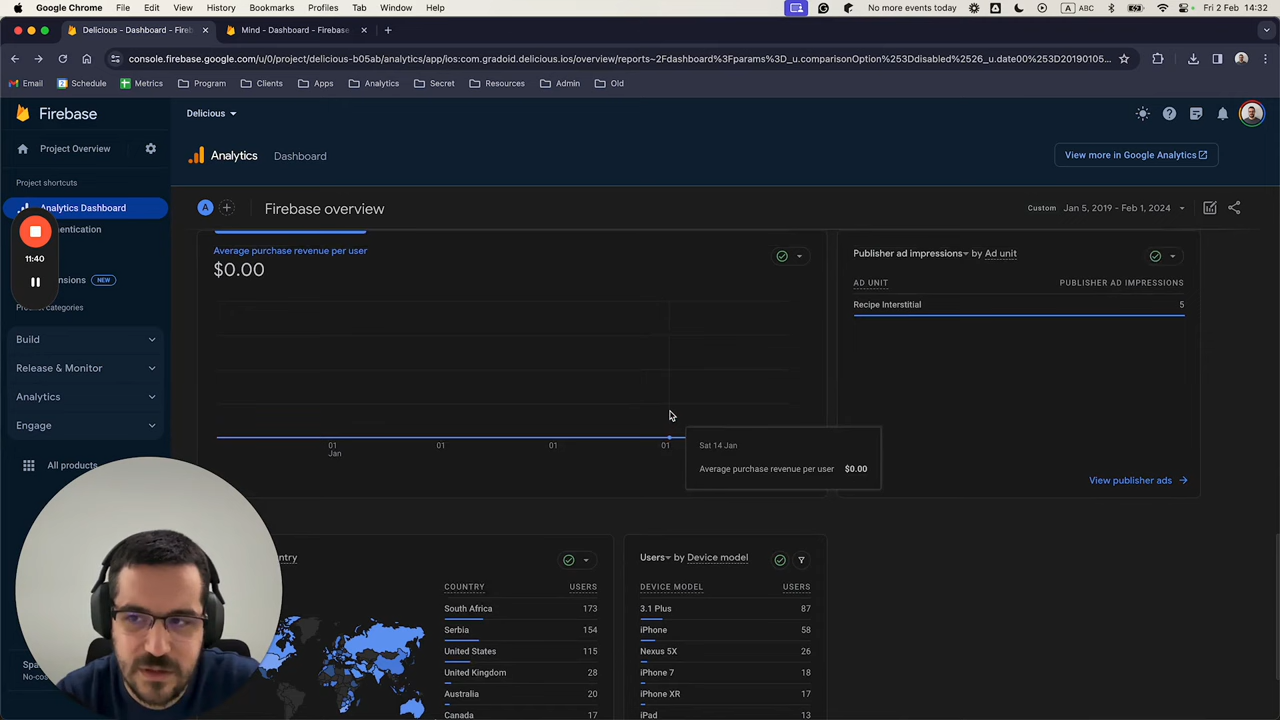 Google Chrome File Edit View History Bookmarks Profiles Tab Window Help No more events today ABC Fri 2 Feb 14:32
Delicious - Dashboard - Fireb Mind - Dashboard - Firebase
console.firebase.google.com/u/0/project/delicious-b05ab/analytics/app/ios:com.gradoid.delicious.ios/overview/reports~2Fdashboard%3Fparams%3D_u.comparisonOption%253Ddisabled%2526_u.date00%253D20190105...
Email Schedule Metrics Program Clients Apps Analytics Secret Resources Admin Old
Firebase
Delicious
Project Overview
Analytics Dashboard
View more in Google Analytics
Project shortcuts
Analytics Dashboard
A
Firebase overview
Custom Jan 5, 2019 - Feb 1, 2024
hentication
11:40
ensions NEW
Product categories
Build
Release & Monitor
Analytics
Engage
All products
Average purchase revenue per user
$0.00
01
Jan
01
01
01
Sat 14 Jan
Average purchase revenue per user $0.00
Publisher ad impressions by Ad unit
AD UNIT PUBLISHER AD IMPRESSIONS
Recipe Interstitial 5
View publisher ads
Spa
No-cos
ntry
COUNTRY USERS
South Africa 173
Serbia 154
United States 115
United Kingdom 28
Australia 20
Canada 17
Users by Device model
DEVICE MODEL USERS
3.1 Plus 87
iPhone 58
Nexus 5X 26
iPhone 7 18
iPhone XR 17
iPad 13